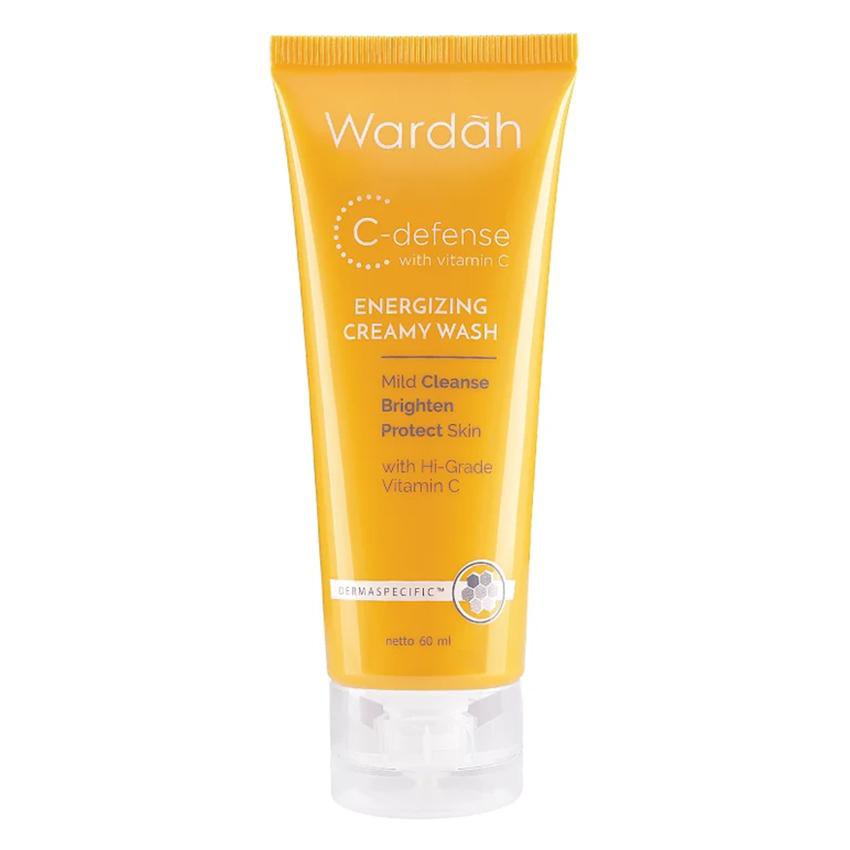 Wardāh
C-defense
with vitamin C
ENERGIZING
CREAMY WASH
Mild Cleanse
Brighten
Protect Skin
with Hi-Grade
Vitamin C
DERMASPECIFIC™
netto 60 ml